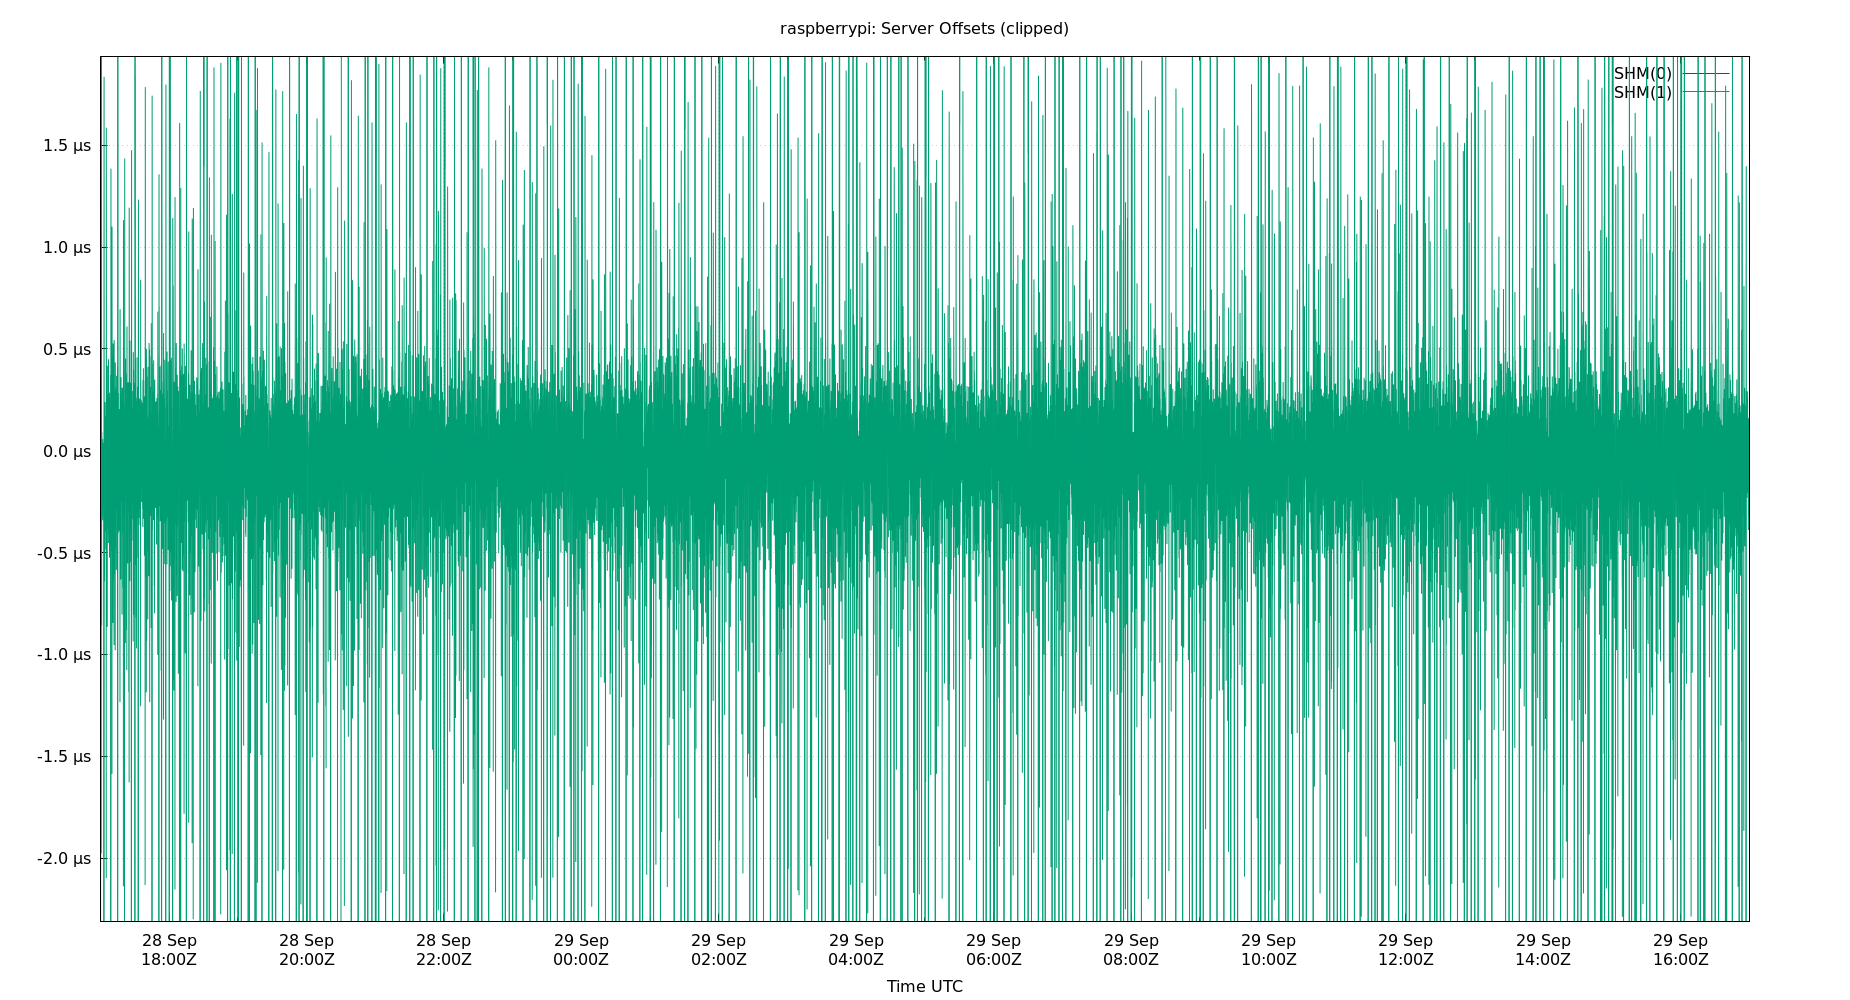 raspberrypi: Server Offsets (clipped)
SHM(0)
SHM(1)
1.5 µs
1.0 µs
0.5 µs
0.0 µs
-0.5 µs
-1.0 µs
-1.5 µs
-2.0 µs
28 Sep 28 Sep 28 Sep 29 Sep 29 Sep 29 Sep 29 Sep 29 Sep 29 Sep 29 Sep 29 Sep 29 Sep
18:00Z 20:00Z 22:00Z 00:00Z 02:00Z 04:00Z 06:00Z 08:00Z 10:00Z 12:00Z 14:00Z 16:00Z
Time UTC